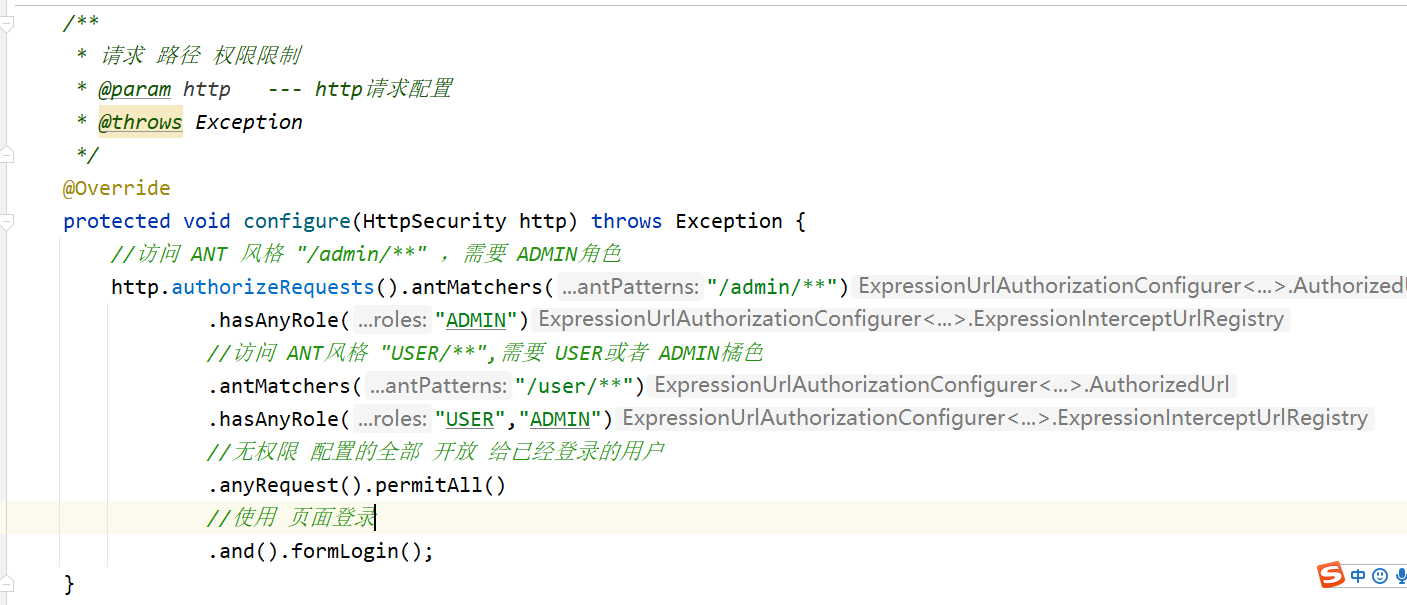 /**
 * 请求 路径 权限限制
 * @param http   --- http请求配置
 * @throws Exception
 */
@Override
protected void configure(HttpSecurity http) throws Exception {
    //访问 ANT 风格 "/admin/**" ，需要 ADMIN角色
    http.authorizeRequests().antMatchers( ...antPatterns: "/admin/**") ExpressionUrlAuthorizationConfigurer<...>.Authorized
            .hasAnyRole( ...roles: "ADMIN") ExpressionUrlAuthorizationConfigurer<...>.ExpressionInterceptUrlRegistry
            //访问 ANT风格 "USER/**",需要 USER或者 ADMIN橘色
            .antMatchers( ...antPatterns: "/user/**") ExpressionUrlAuthorizationConfigurer<...>.AuthorizedUrl
            .hasAnyRole( ...roles: "USER","ADMIN") ExpressionUrlAuthorizationConfigurer<...>.ExpressionInterceptUrlRegistry
            //无权限 配置的全部 开放 给已经登录的用户
            .anyRequest().permitAll()
            //使用 页面登录
            .and().formLogin();
}
S 中